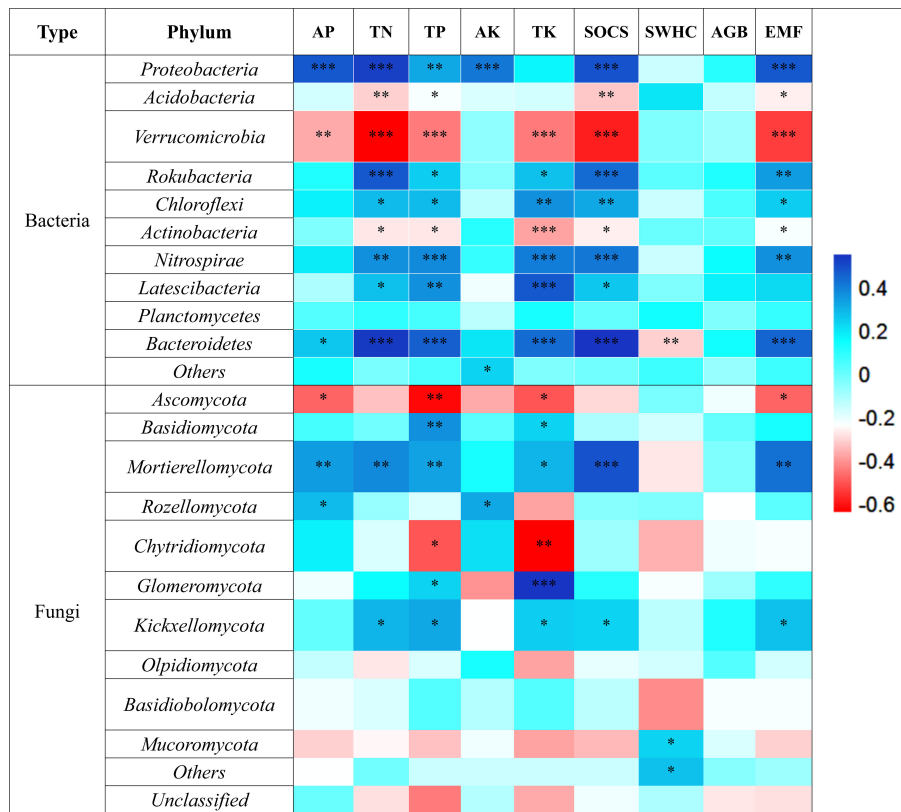 Type Phylum AP TN TP AK TK SOCS SWHC AGB EMF
Bacteria
Proteobacteria *** *** ** *** *** ***
Acidobacteria ** * ** *
Verrucomicrobia ** *** *** *** *** ***
Rokubacteria *** * * *** **
Chloroflexi * * ** ** *
Actinobacteria * * *** * *
Nitrospirae ** *** *** *** **
Latescibacteria * ** *** *
Planctomycetes
Bacteroidetes * *** *** *** *** ** ***
Others *
Fungi
Ascomycota * ** * *
Basidiomycota ** *
Mortierellomycota ** ** ** * *** **
Rozellomycota * *
Chytridiomycota * **
Glomeromycota * ***
Kickxellomycota * * * * *
Olpidiomycota
Basidiobolomycota
Mucoromycota *
Others *
Unclassified
0.4
0.2
0
-0.2
-0.4
-0.6